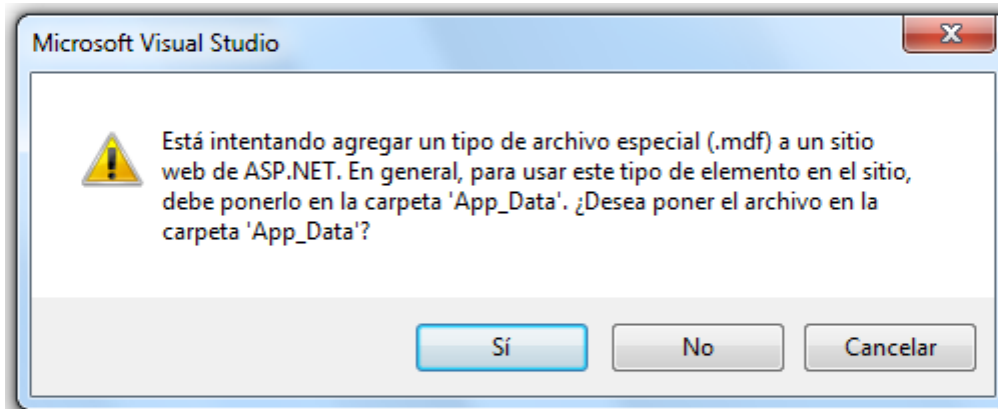 Microsoft Visual Studio
Está intentando agregar un tipo de archivo especial (.mdf) a un sitio
web de ASP.NET. En general, para usar este tipo de elemento en el sitio,
debe ponerlo en la carpeta 'App_Data'. ¿Desea poner el archivo en la
carpeta 'App_Data'?
Sí
No
Cancelar